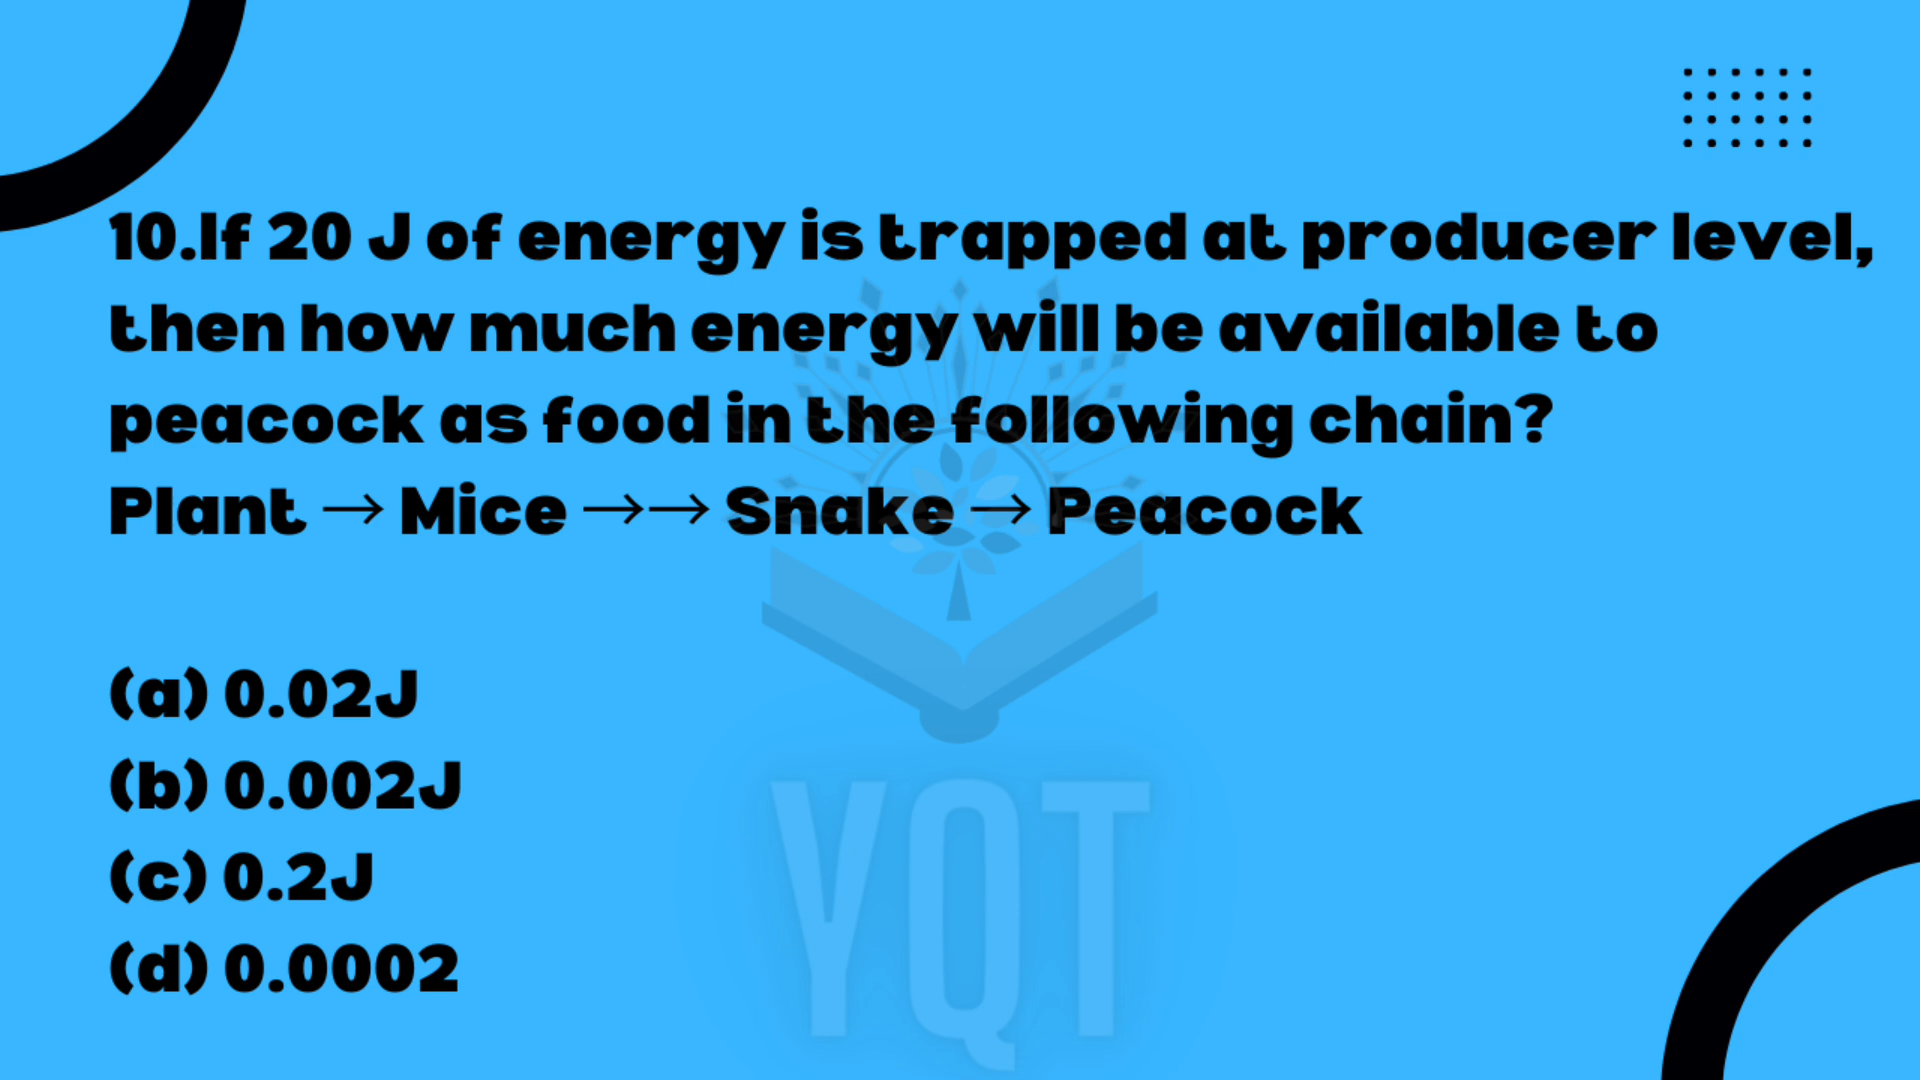 10.If 20 J of energy is trapped at producer level,
then how much energy will be available to
peacock as food in the following chain?
Plant → Mice →→ Snake → Peacock
(a) 0.02J
(b) 0.002J
(c) 0.2J
(d) 0.0002
YQT